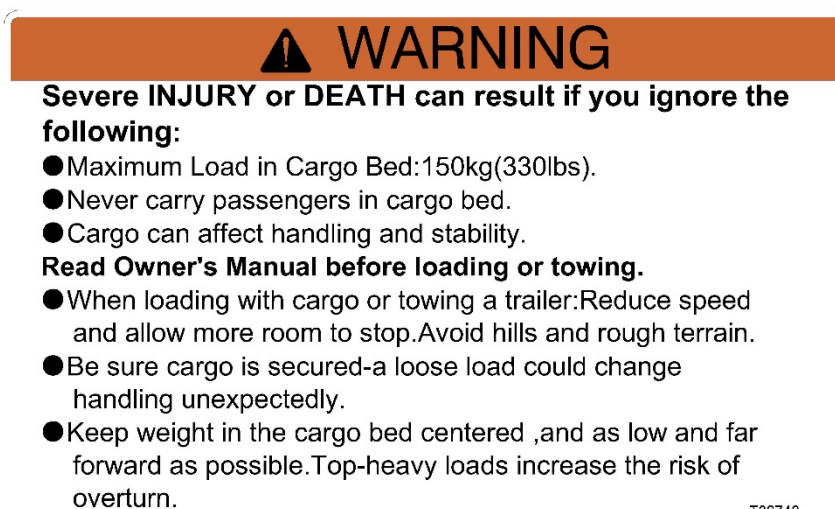 WARNING
Severe INJURY or DEATH can result if you ignore the
following:
●Maximum Load in Cargo Bed:150kg(330lbs).
●Never carry passengers in cargo bed.
●Cargo can affect handling and stability.
Read Owner's Manual before loading or towing.
●When loading with cargo or towing a trailer:Reduce speed
and allow more room to stop.Avoid hills and rough terrain.
●Be sure cargo is secured-a loose load could change
handling unexpectedly.
●Keep weight in the cargo bed centered ,and as low and far
forward as possible.Top-heavy loads increase the risk of
overturn.